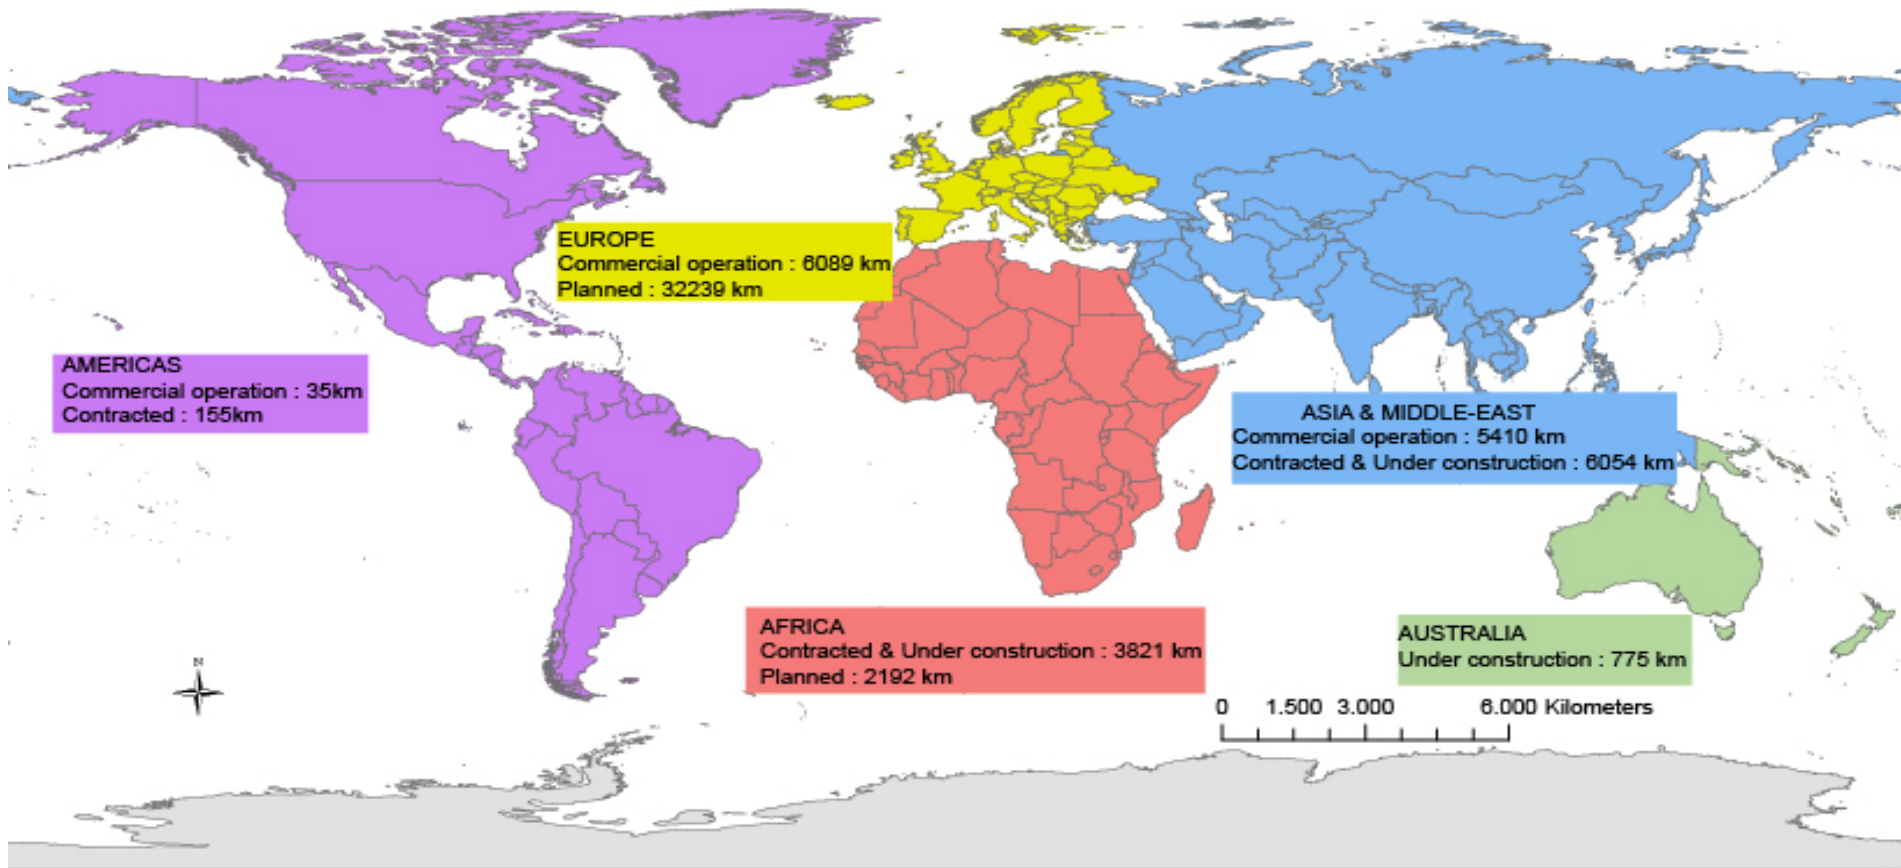 EUROPE
Commercial operation : 6089 km
Planned : 32239 km
AMERICAS
Commercial operation : 35km
Contracted : 155km
ASIA & MIDDLE-EAST
Commercial operation : 5410 km
Contracted & Under construction : 6054 km
AFRICA
Contracted & Under construction : 3821 km
Planned : 2192 km
AUSTRALIA
Under construction : 775 km
N
0 1.500 3.000 6.000 Kilometers